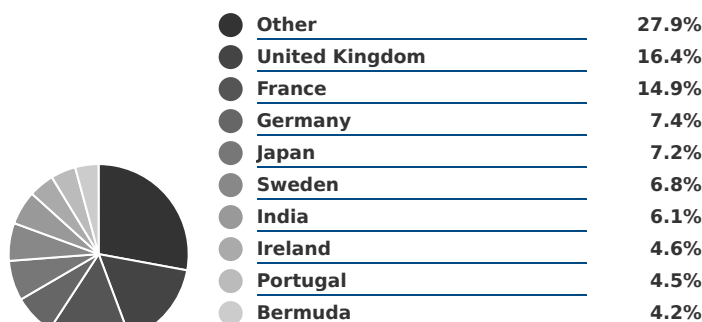 Other 27.9%
United Kingdom 16.4%
France 14.9%
Germany 7.4%
Japan 7.2%
Sweden 6.8%
India 6.1%
Ireland 4.6%
Portugal 4.5%
Bermuda 4.2%